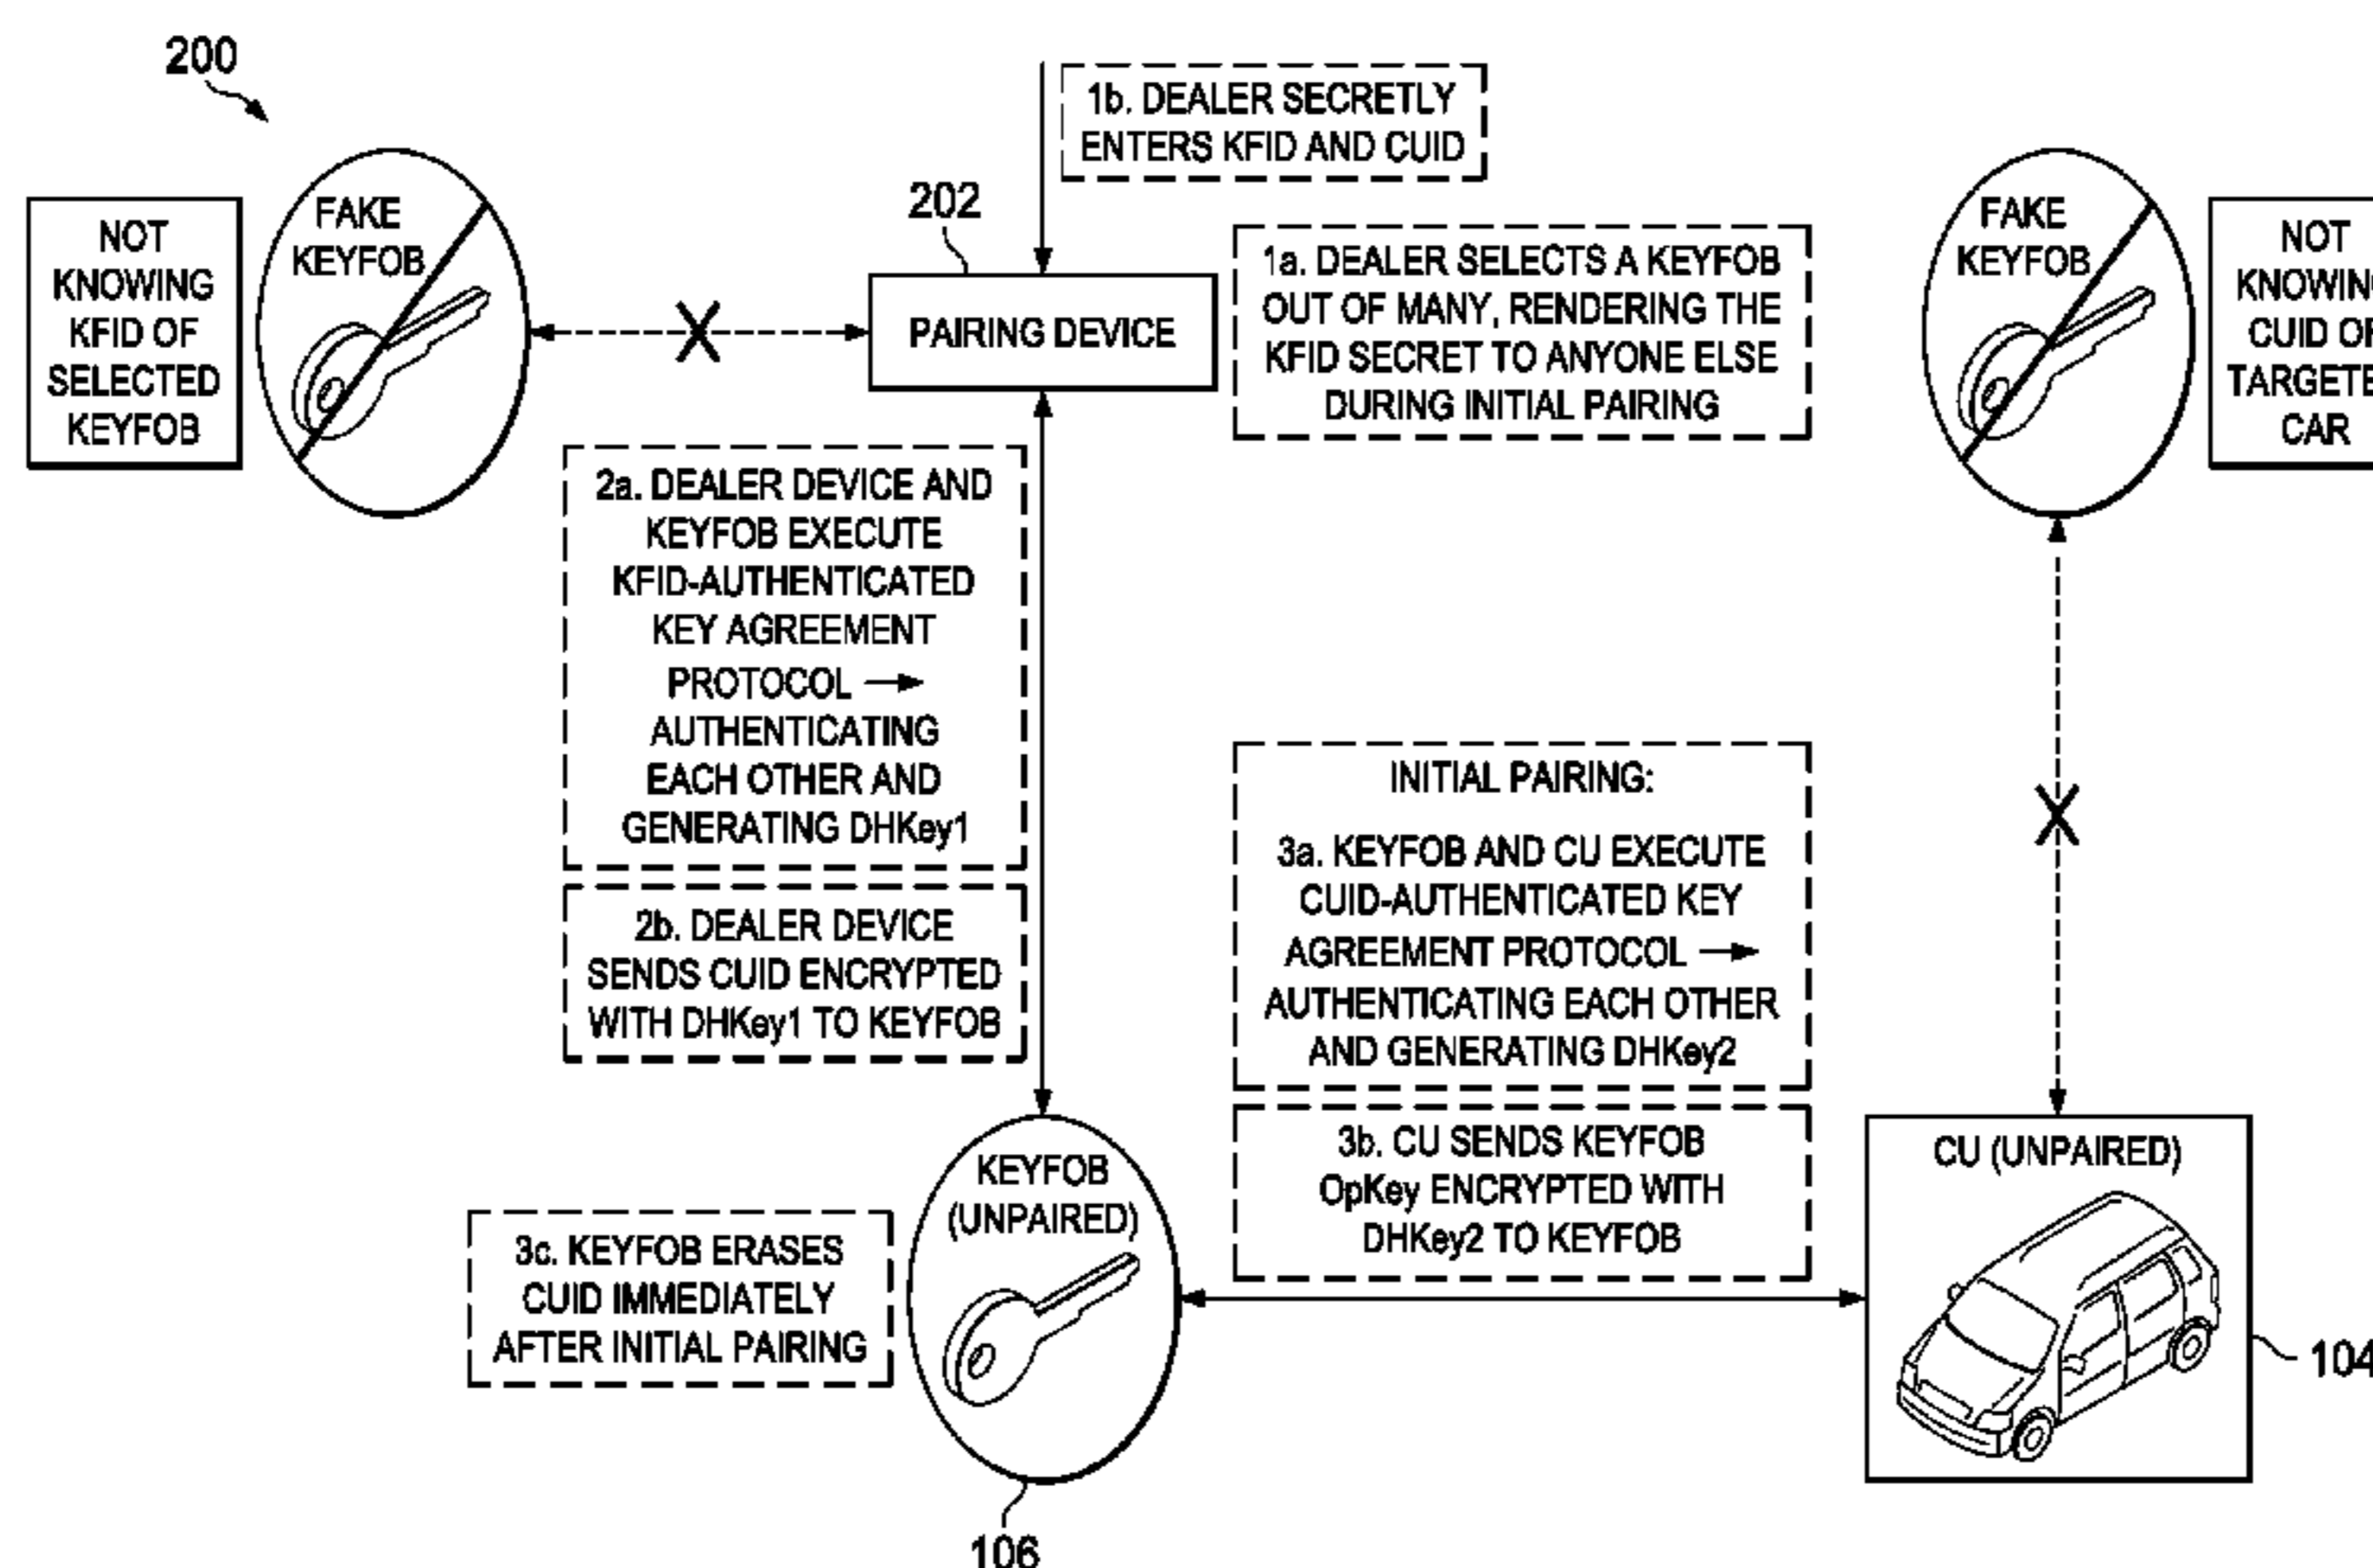 200
1b. DEALER SECRETLY
ENTERS KFID AND CUID
202
NOT
KNOWING
KFID OF
SELECTED
KEYFOB
FAKE
KEYFOB
PAIRING DEVICE
1a. DEALER SELECTS A KEYFOB
OUT OF MANY, RENDERING THE
KFID SECRET TO ANYONE ELSE
DURING INITIAL PAIRING
FAKE
KEYFOB
NOT
CAR
2a. DEALER DEVICE AND
KEYFOB EXECUTE
KFID-AUTHENTICATED
KEY AGREEMENT
PROTOCOL →
AUTHENTICATING
EACH OTHER AND
GENERATING DHKey1
2b. DEALER DEVICE
SENDS CUID ENCRYPTED
WITH DHKey1 TO KEYFOB
INITIAL PAIRING:
3a. KEYFOB AND CU EXECUTE
CUID-AUTHENTICATED KEY
AGREEMENT PROTOCOL →
AUTHENTICATING EACH OTHER
AND GENERATING DHKey2
3b. CU SENDS KEYFOB
OpKey ENCRYPTED WITH
DHKey2 TO KEYFOB
3c. KEYFOB ERASES
CUID IMMEDIATELY
AFTER INITIAL PAIRING
KEYFOB
(UNPAIRED)
CU (UNPAIRED)
104
106